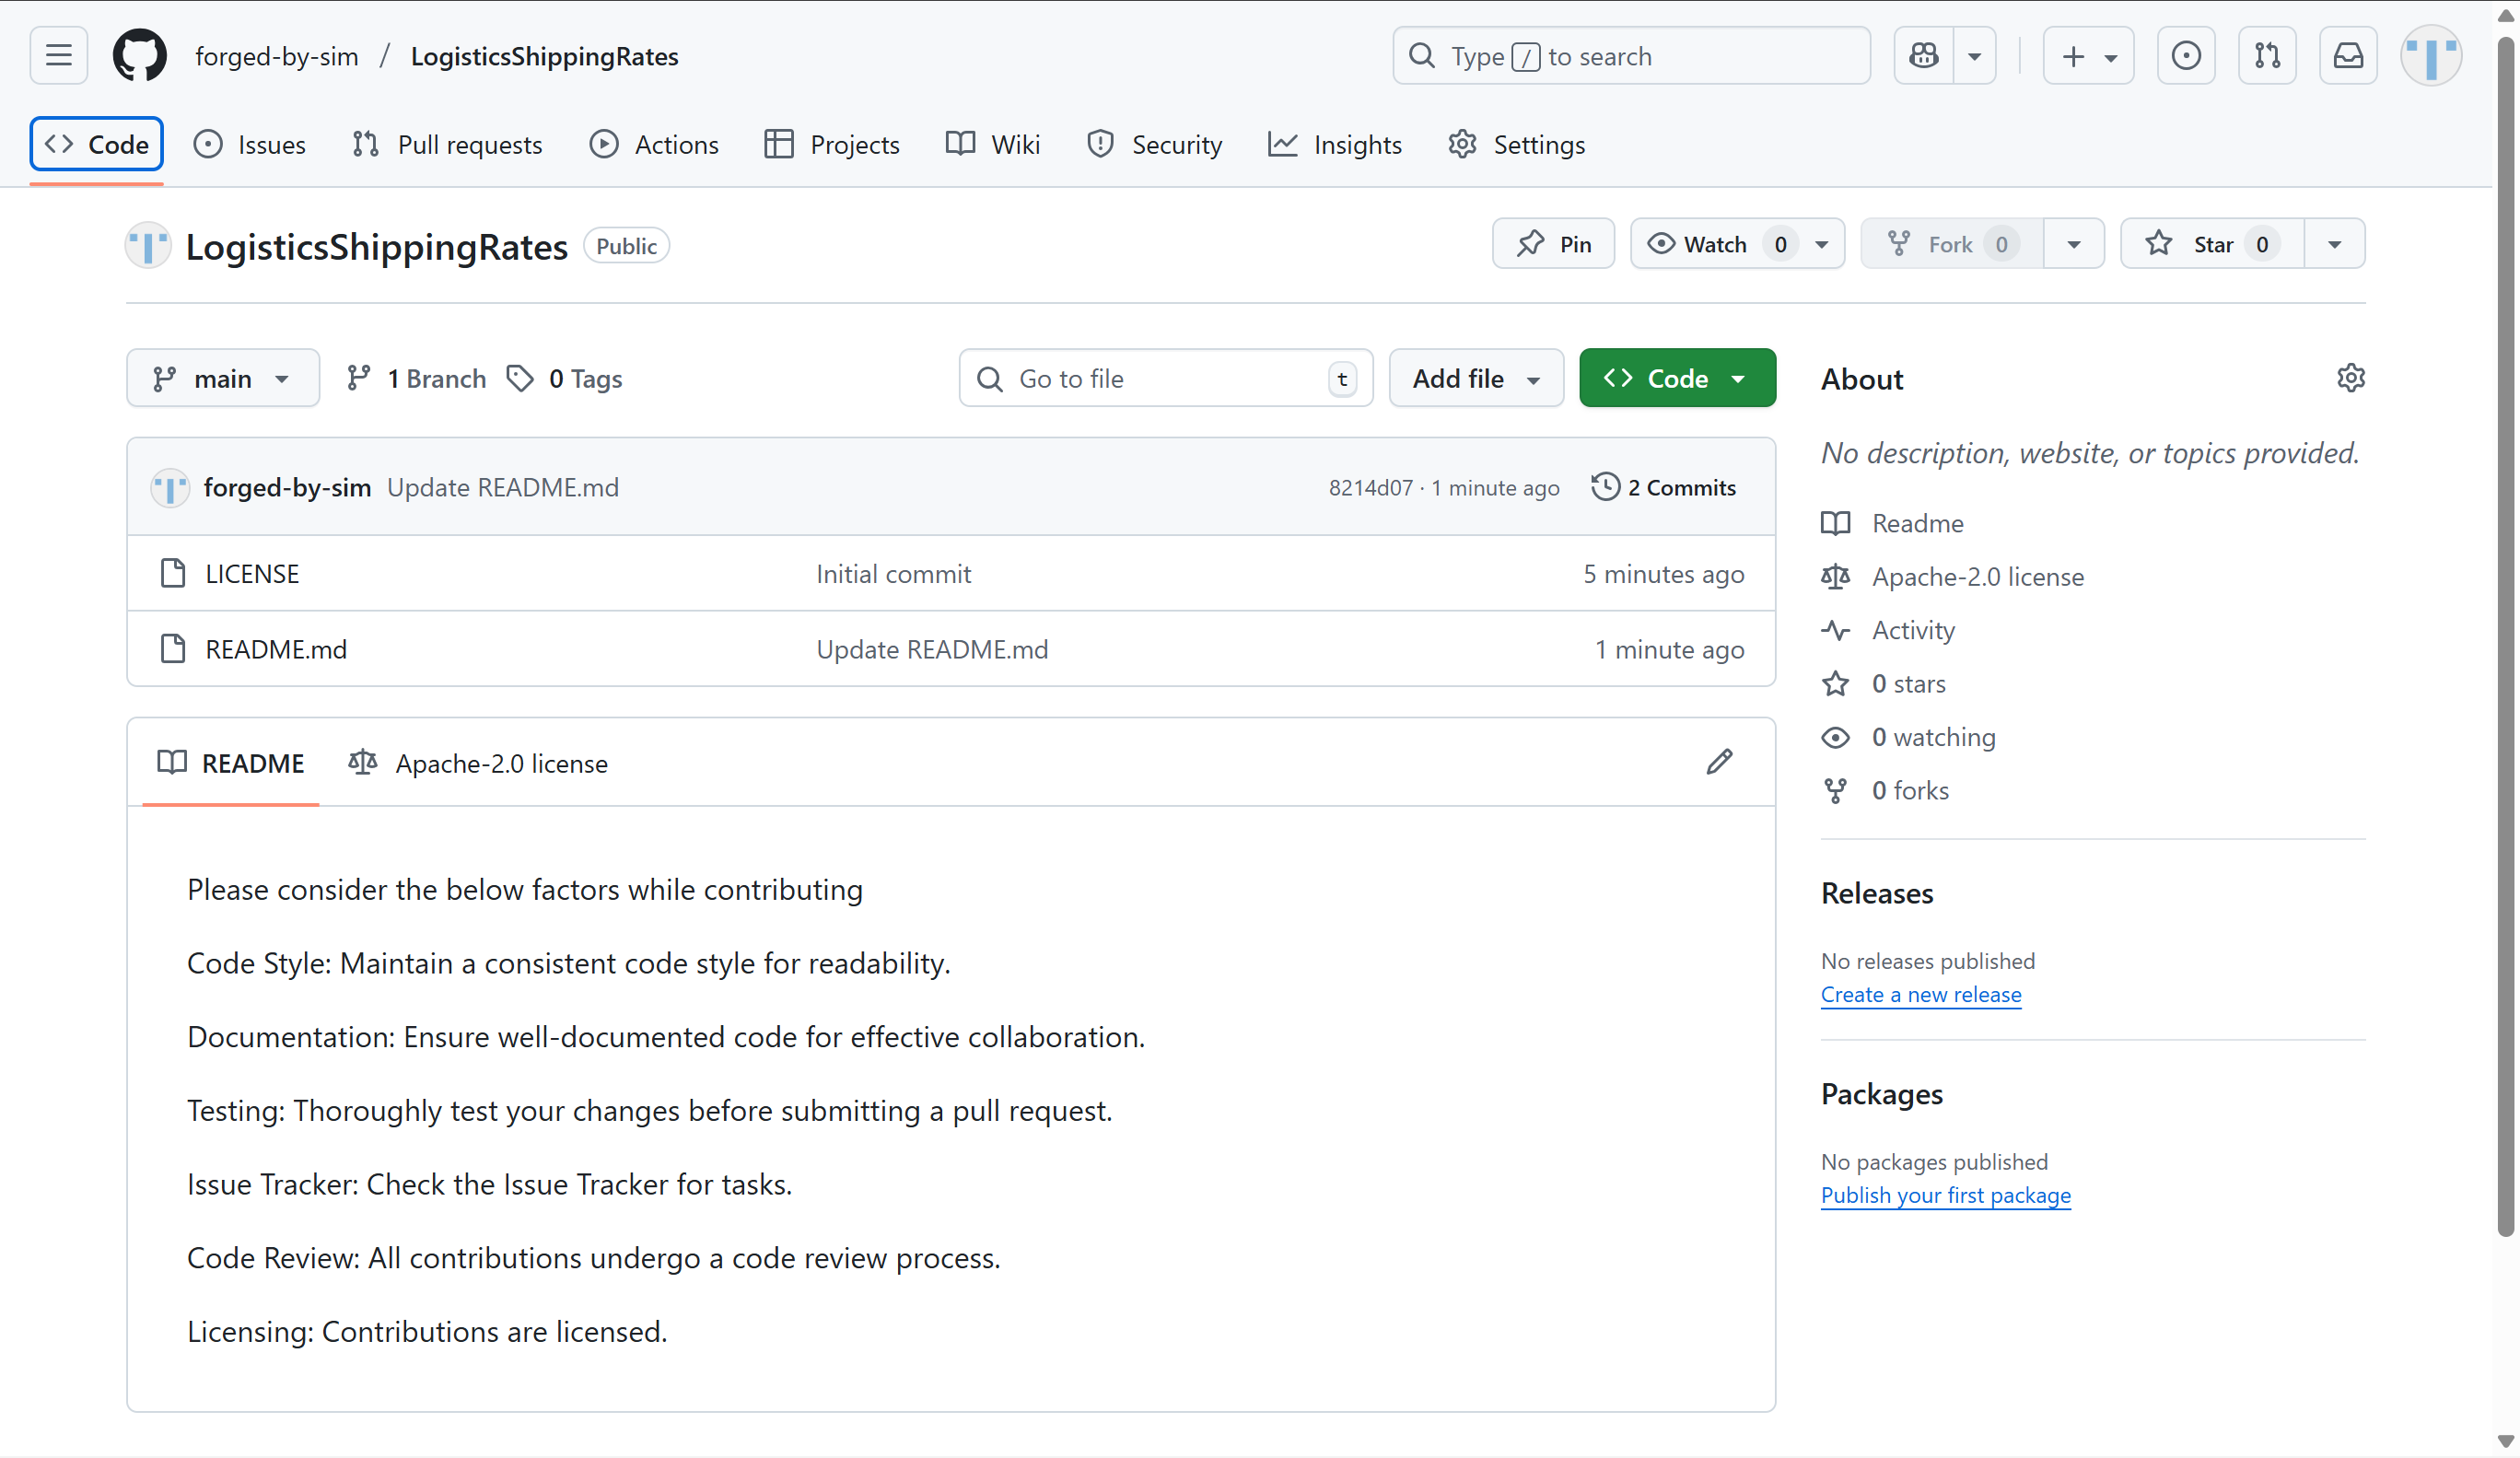 forged-by-sim / LogisticsShippingRates
Type / to search
Code Issues Pull requests Actions Projects Wiki Security Insights Settings
LogisticsShippingRates Public
Pin Watch 0 Fork 0 Star 0
main 1 Branch 0 Tags Go to file t Add file Code
forged-by-sim Update README.md 8214d07 · 1 minute ago 2 Commits
LICENSE Initial commit 5 minutes ago
README.md Update README.md 1 minute ago
README Apache-2.0 license
Please consider the below factors while contributing
Code Style: Maintain a consistent code style for readability.
Documentation: Ensure well-documented code for effective collaboration.
Testing: Thoroughly test your changes before submitting a pull request.
Issue Tracker: Check the Issue Tracker for tasks.
Code Review: All contributions undergo a code review process.
Licensing: Contributions are licensed.
About
No description, website, or topics provided.
Readme
Apache-2.0 license
Activity
0 stars
0 watching
0 forks
Releases
No releases published
Create a new release
Packages
No packages published
Publish your first package